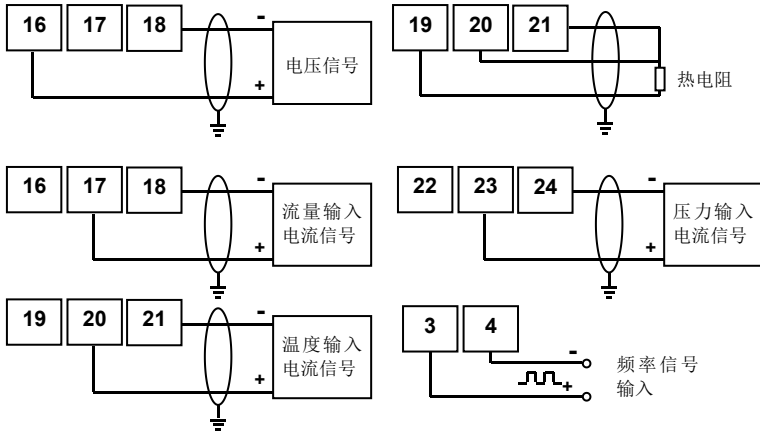 16 17 18 -
+
电压信号
19 20 21
热电阻
16 17 18 -
+
流量输入
电流信号
22 23 24 -
+
压力输入
电流信号
19 20 21 -
+
温度输入
电流信号
3 4
-
+
频率信号
输入